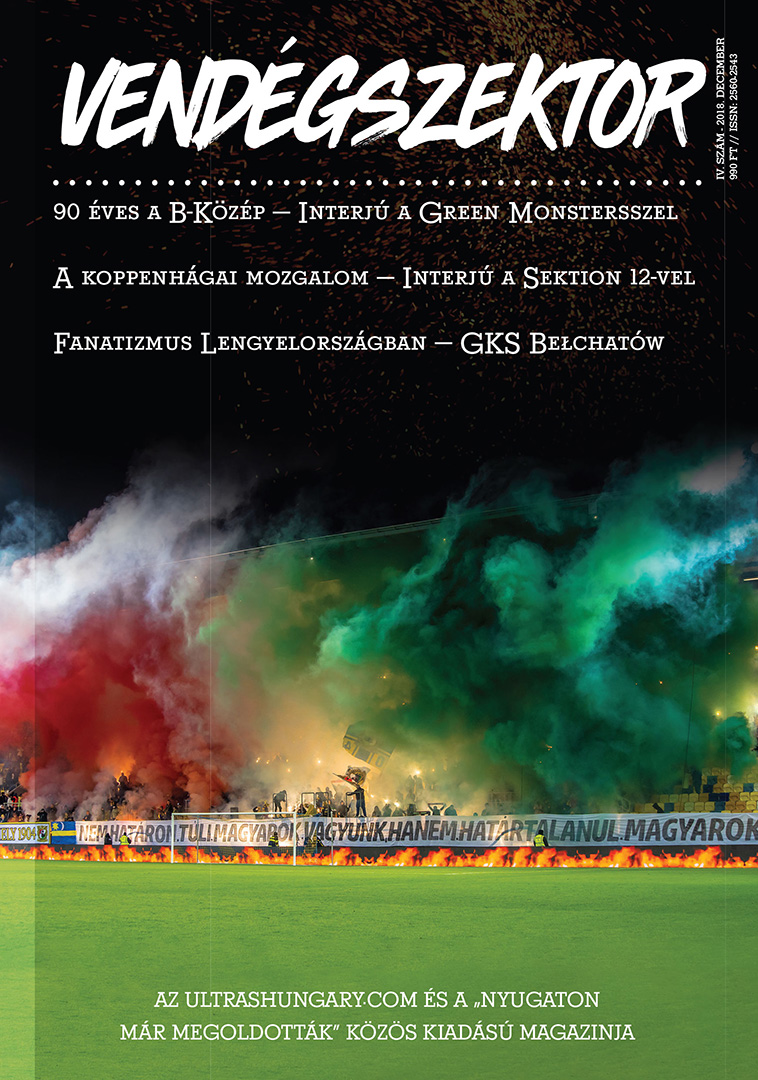 VENDÉGSZEKTOR
IV. SZÁM - 2018. DECEMBER
990 FT // ISSN: 2560-2543
90 ÉVES A B-KÖZÉP — INTERJÚ A GREEN MONSTERSSZEL
A KOPPENHÁGAI MOZGALOM — INTERJÚ A SEKTION 12-VEL
FANATIZMUS LENGYELORSZÁGBAN — GKS BEŁCHATÓW
ELY 1904
NEM.HATÁRON.TÚLI.MAGYAROK.VAGYUNK.HANEM.HATÁRTALANUL.MAGYAROK
AZ ULTRASHUNGARY.COM ÉS A „NYUGATON
MÁR MEGOLDOTTÁK” KÖZÖS KIADÁSÚ MAGAZINJA